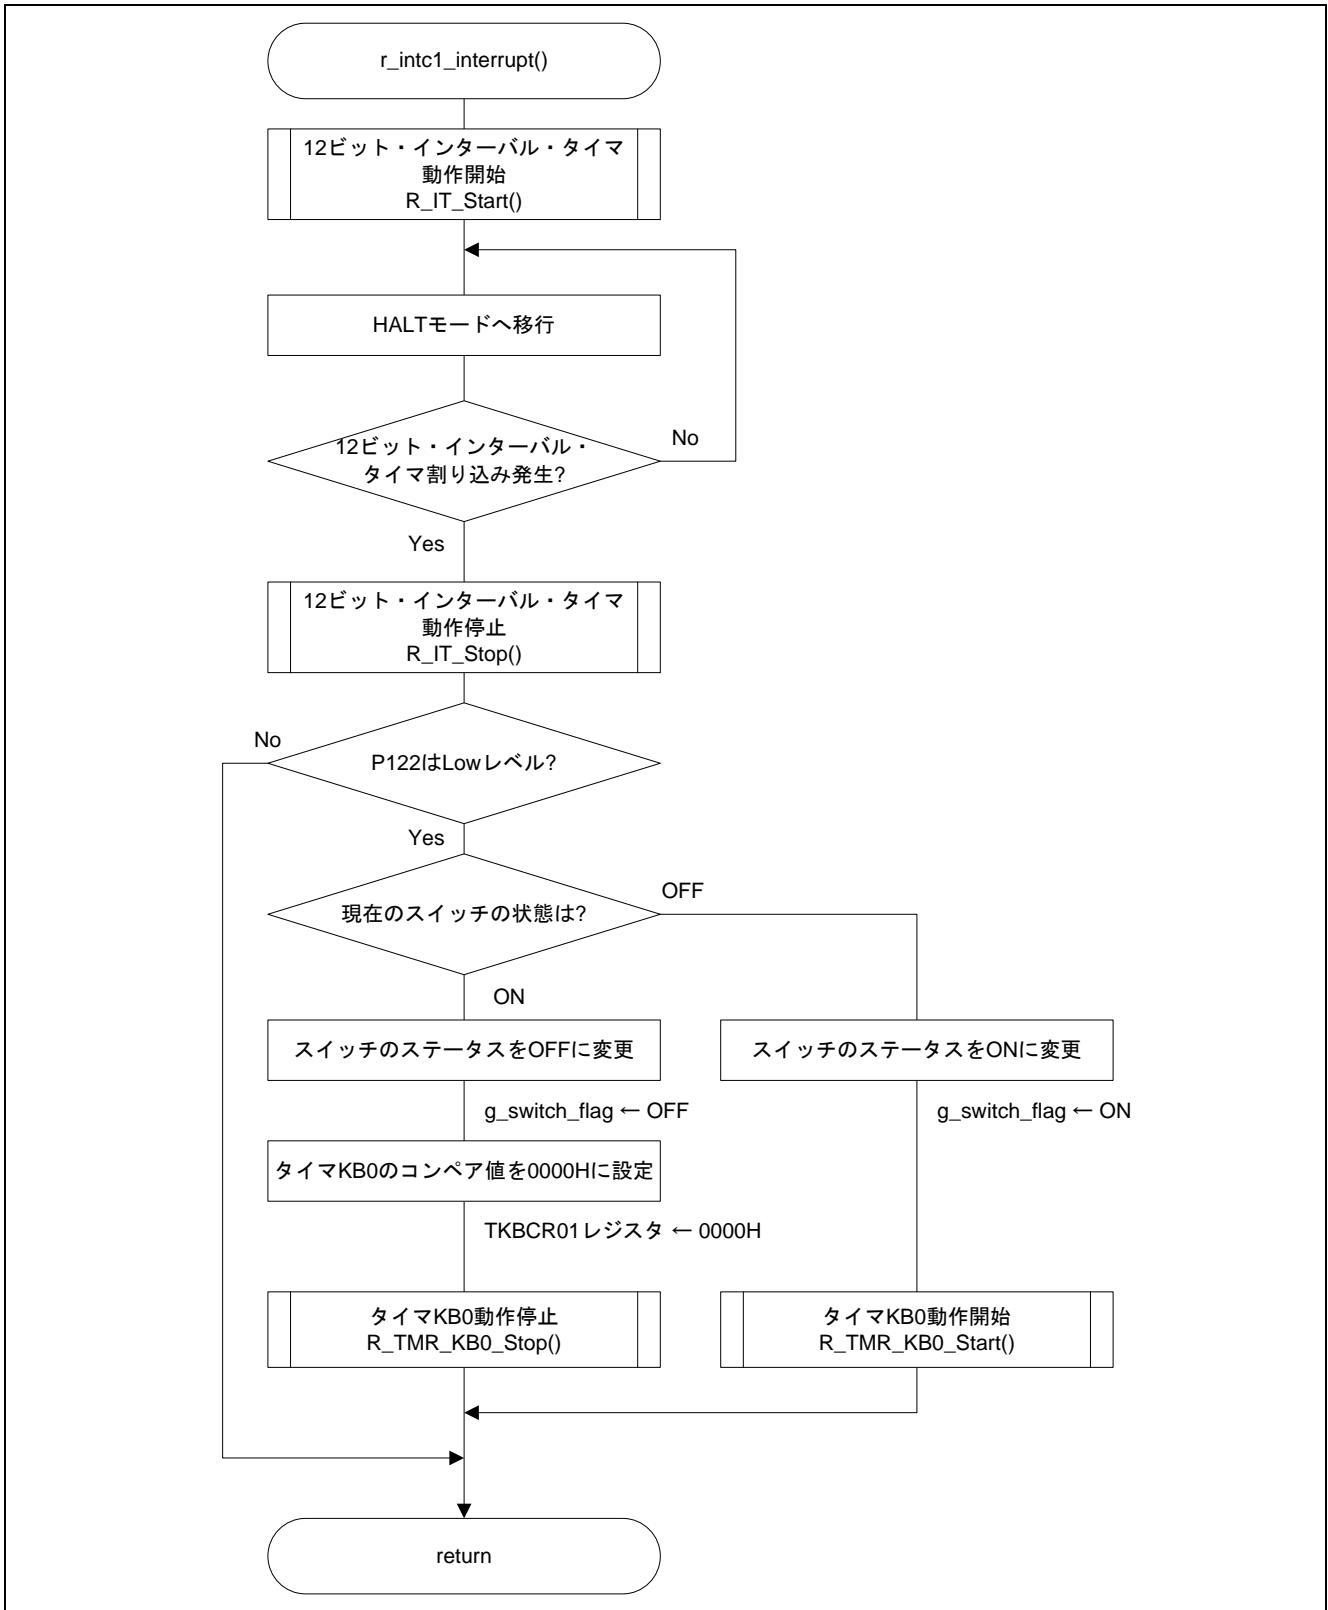 r_intc1_interrupt()
12ビット・インターバル・タイマ
動作開始
R_IT_Start()
HALTモードへ移行
12ビット・インターバル・
タイマ割り込み発生?
No
Yes
12ビット・インターバル・タイマ
動作停止
R_IT_Stop()
No
P122はLowレベル?
Yes
現在のスイッチの状態は?
OFF
ON
スイッチのステータスをOFFに変更
スイッチのステータスをONに変更
g_switch_flag ← OFF
g_switch_flag ← ON
タイマKB0のコンペア値を0000Hに設定
TKBCR01レジスタ ← 0000H
タイマKB0動作停止
R_TMR_KB0_Stop()
タイマKB0動作開始
R_TMR_KB0_Start()
return